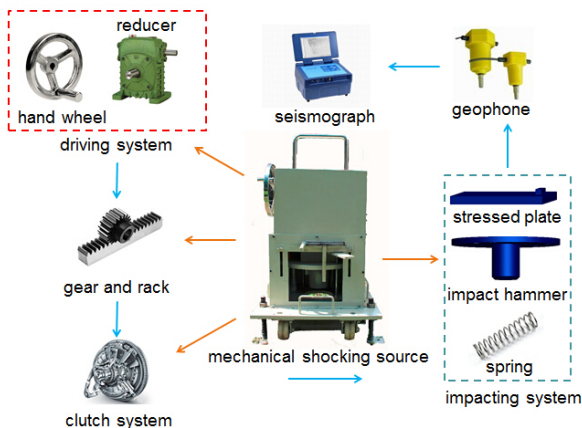 reducer
hand wheel
driving system
seismograph
geophone
stressed plate
gear and rack
impact hammer
mechanical shocking source
spring
clutch system
impacting system